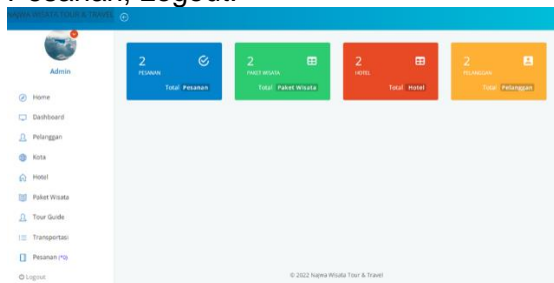 Pesanan, Logout.
NAJWA WISATA TOUR & TRAVEL
Admin
Home
Dashboard
Pelanggan
Kota
Hotel
Paket Wisata
Tour Guide
Transportasi
Pesanan (*0)
Logout
2
PESANAN
Total Pesanan
2
PAKET WISATA
Total Paket Wisata
2
HOTEL
Total Hotel
2
PELANGGAN
Total Pelanggan
© 2022 Najwa Wisata Tour & Travel